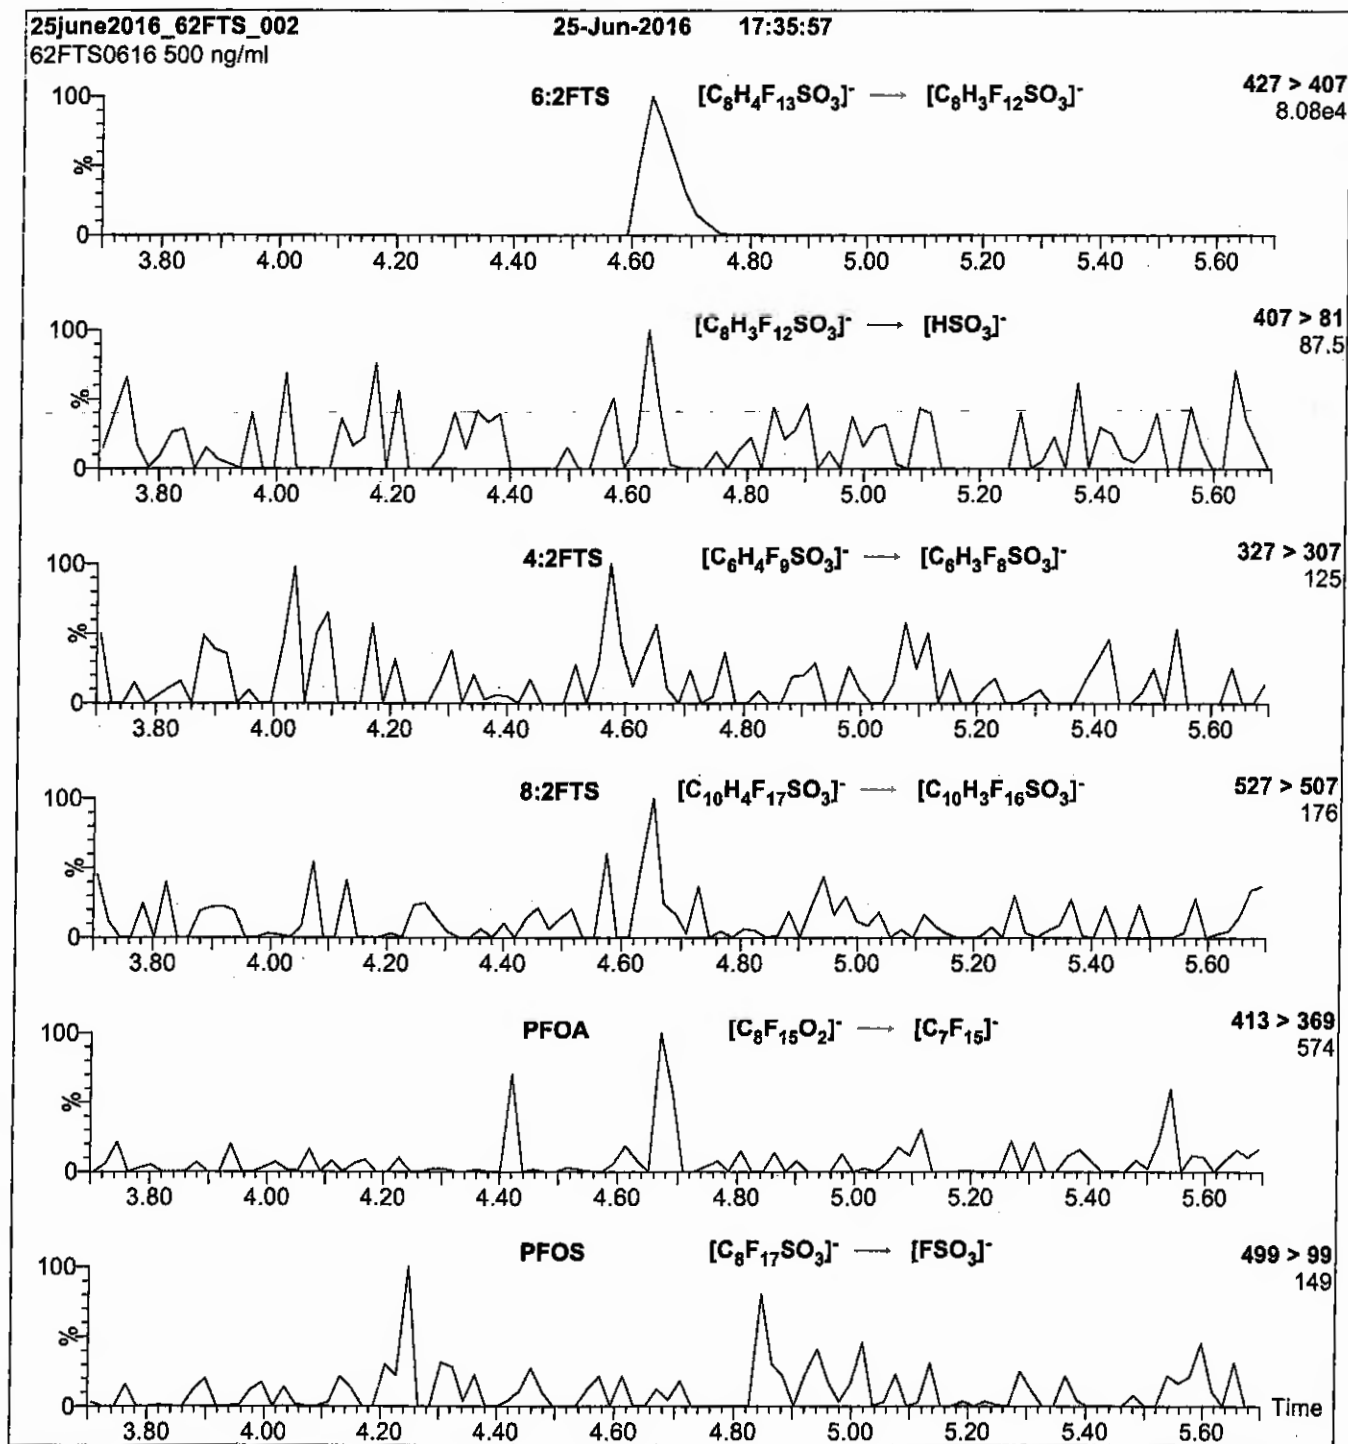 25june2016_62FTS_002 25-Jun-2016 17:35:57
62FTS0616 500 ng/ml
6:2FTS [C₈H₄F₁₃SO₃]⁻ → [C₈H₃F₁₂SO₃]⁻ 427 > 407
8.08e4
100
%
0
3.80 4.00 4.20 4.40 4.60 4.80 5.00 5.20 5.40 5.60
[C₈H₃F₁₂SO₃]⁻ → [HSO₃]⁻ 407 > 81
87.5
100
%
0
3.80 4.00 4.20 4.40 4.60 4.80 5.00 5.20 5.40 5.60
4:2FTS [C₆H₄F₉SO₃]⁻ → [C₆H₃F₈SO₃]⁻ 327 > 307
125
100
%
0
3.80 4.00 4.20 4.40 4.60 4.80 5.00 5.20 5.40 5.60
8:2FTS [C₁₀H₄F₁₇SO₃]⁻ → [C₁₀H₃F₁₆SO₃]⁻ 527 > 507
176
100
%
0
3.80 4.00 4.20 4.40 4.60 4.80 5.00 5.20 5.40 5.60
PFOA [C₈F₁₅O₂]⁻ → [C₇F₁₅]⁻ 413 > 369
574
100
%
0
3.80 4.00 4.20 4.40 4.60 4.80 5.00 5.20 5.40 5.60
PFOS [C₈F₁₇SO₃]⁻ → [FSO₃]⁻ 499 > 99
149
100
%
0
Time
3.80 4.00 4.20 4.40 4.60 4.80 5.00 5.20 5.40 5.60